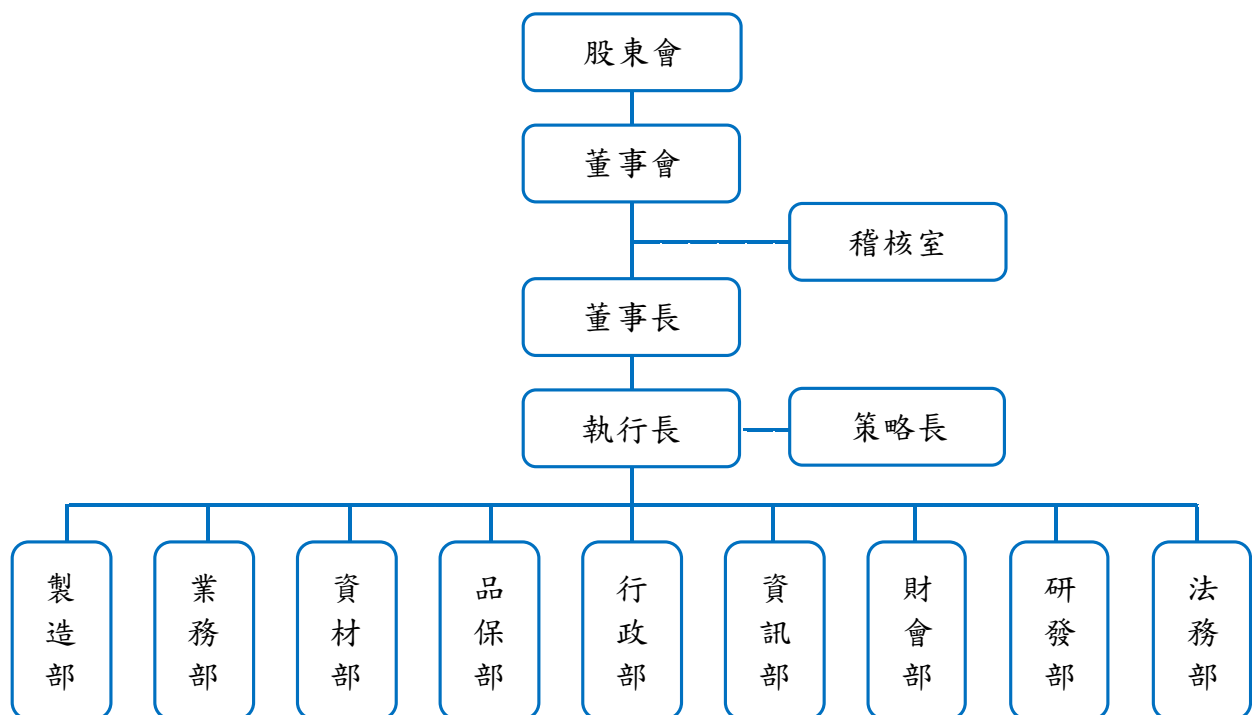 股東會
董事會
稽核室
董事長
執行長
策略長
製造部
業務部
資材部
品保部
行政部
資訊部
財會部
研發部
法務部